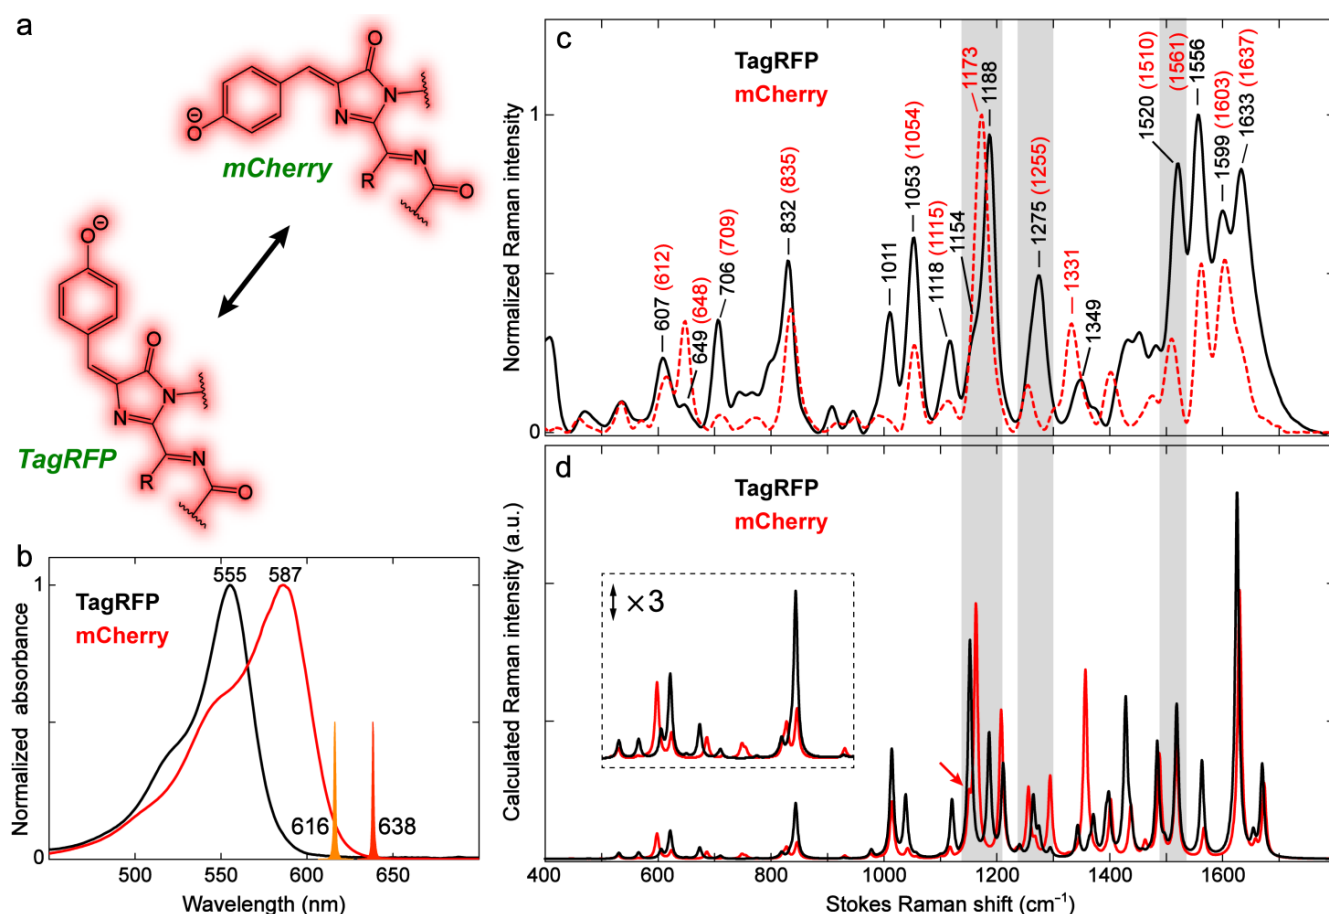 a
O
N
N
O
⊖
mCherry
R
N
O
O
⊖
O
N
N
TagRFP
R
N
O
b
1
555
587
TagRFP
mCherry
616
638
0
500
550
600
650
Wavelength (nm)
Normalized absorbance
c
TagRFP
mCherry
607 (612)
649 (648)
706 (709)
832 (835)
1011
1053 (1054)
1118 (1115)
1154
1173
1188
1275 (1255)
1331
1349
1520 (1510)
(1561)
1556
1599 (1603)
1633 (1637)
1
0
Normalized Raman intensity
d
TagRFP
mCherry
×3
Calculated Raman intensity (a.u.)
400
600
800
1000
1200
1400
1600
Stokes Raman shift (cm⁻¹)